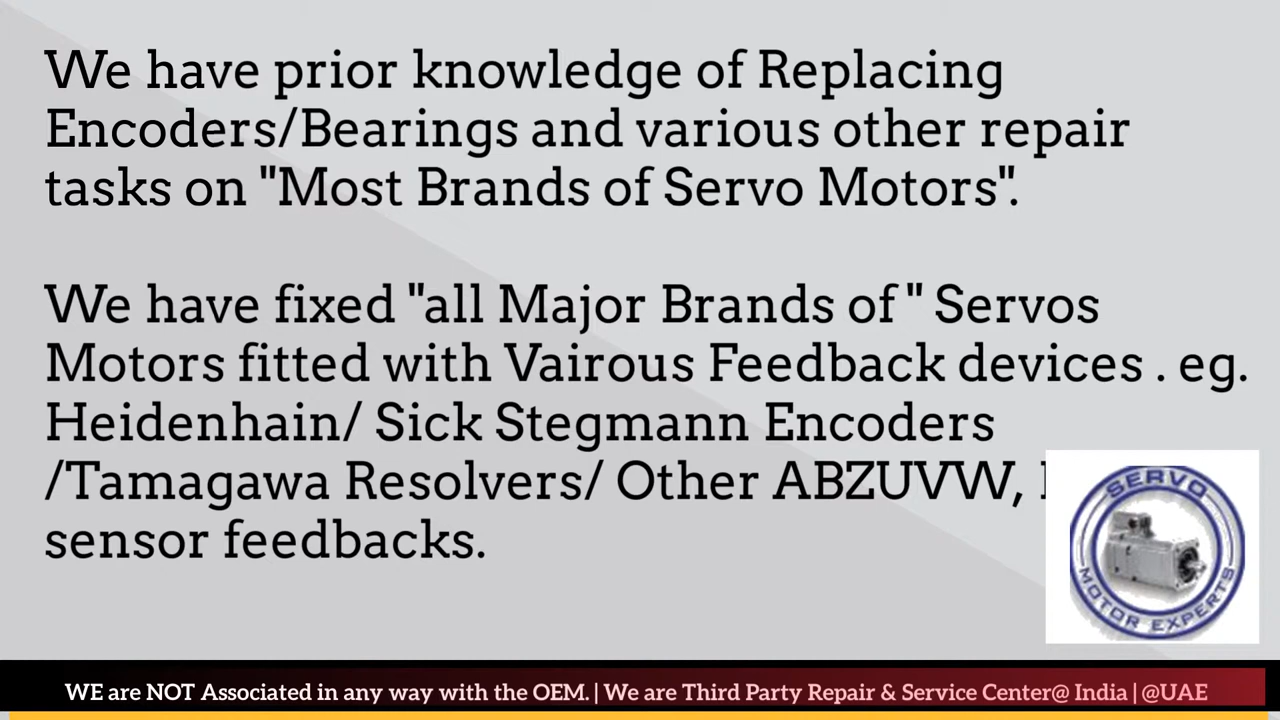 We have prior knowledge of Replacing
Encoders/Bearings and various other repair
tasks on "Most Brands of Servo Motors".
We have fixed "all Major Brands of " Servos
Motors fitted with Vairous Feedback devices . eg.
Heidenhain/ Sick Stegmann Encoders
/Tamagawa Resolvers/ Other ABZUVW,
sensor feedbacks.
SERVO
MOTOR EXPERTS
WE are NOT Associated in any way with the OEM. | We are Third Party Repair & Service Center@ India | @UAE